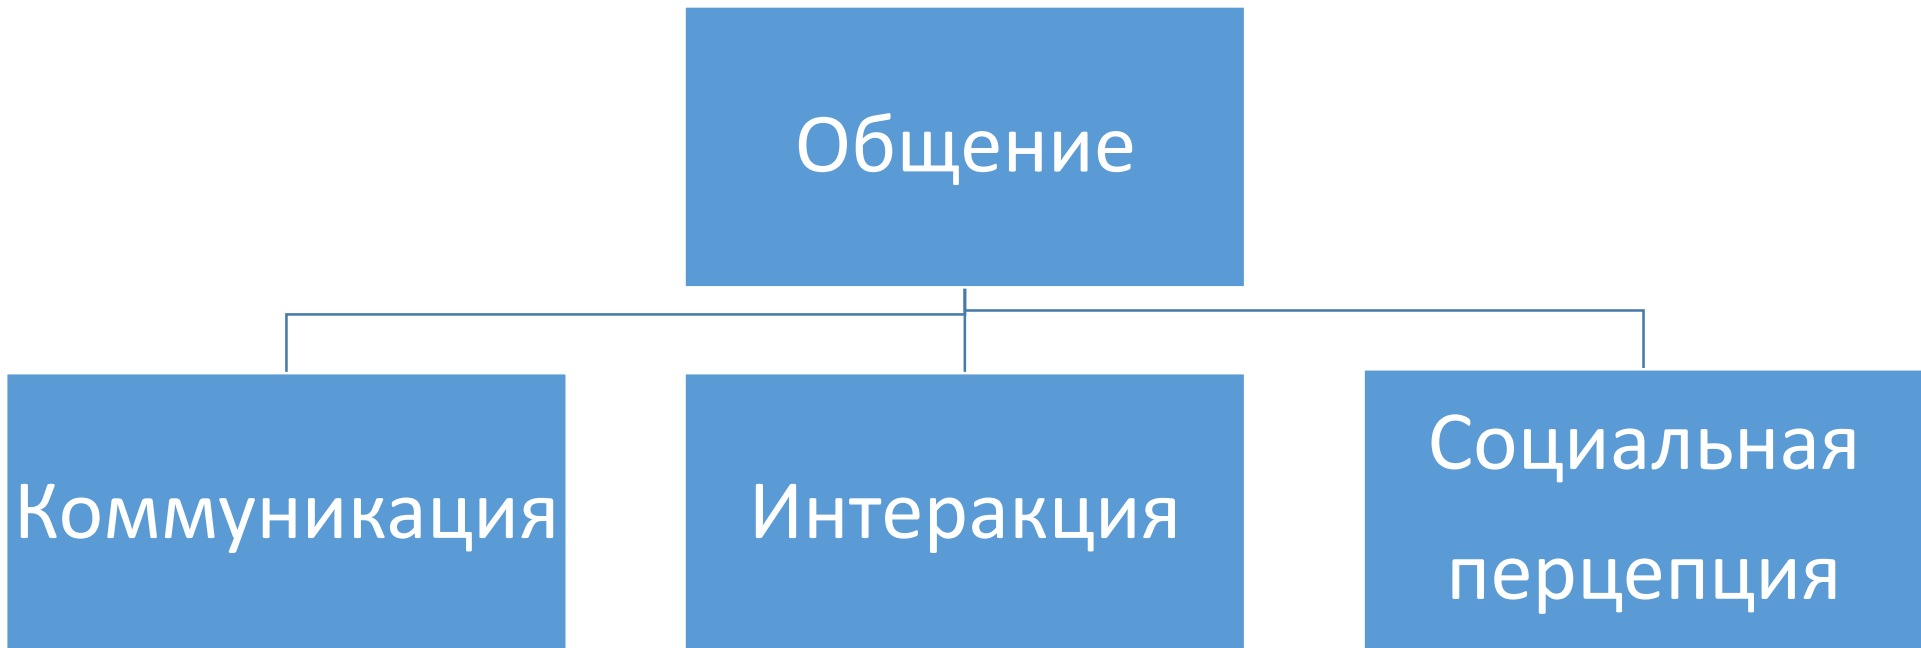 Общение
Коммуникация
Интеракция
Социальная
перцепция